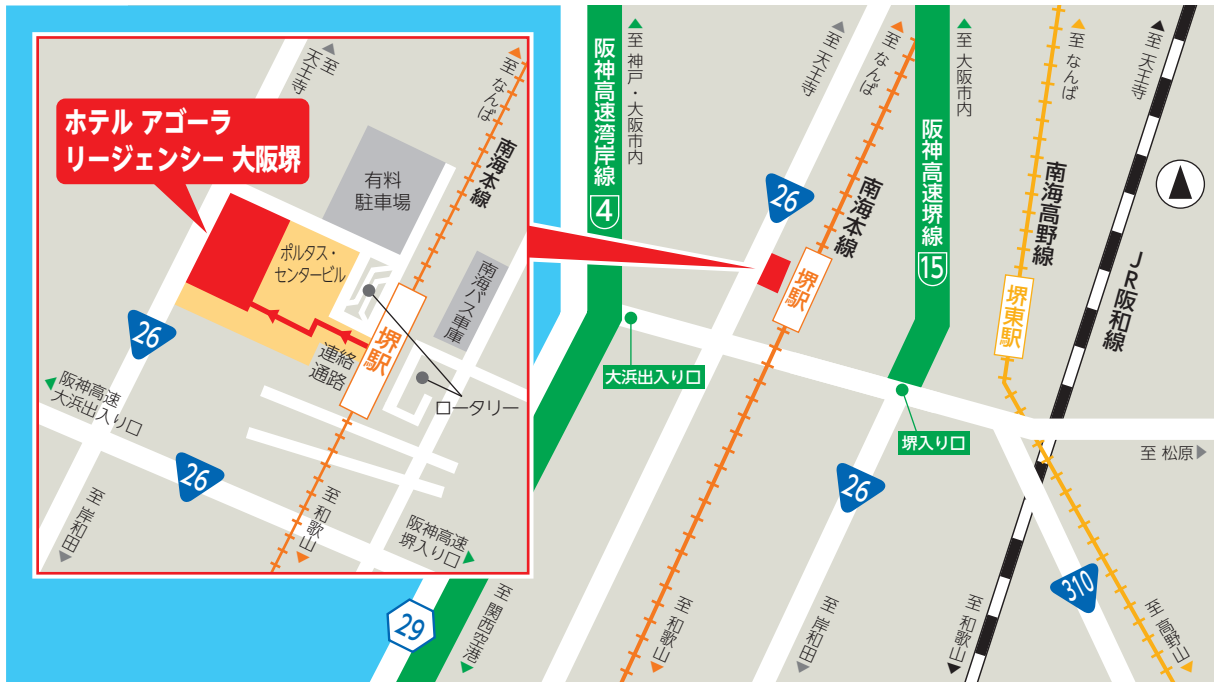 至
天王寺
至 なんば
南海本線
ホテル アゴーラ
リージェンシー 大阪堺
有料
駐車場
ポルタス・
センタービル
南海バス車庫
堺駅
連絡
通路
ロータリー
26
阪神高速
大浜出入り口
26
至 岸和田
至 和歌山
阪神高速
堺入り口
阪神高速湾岸線
4
至 神戸・大阪市内
至 天王寺
至 なんば
26
南海本線
堺駅
阪神高速堺線
15
至 大阪市内
至 なんば
南海高野線
堺東駅
至 天王寺
JR阪和線
大浜出入り口
堺入り口
至 松原
26
310
29
至 関西空港
至 和歌山
至 岸和田
至 和歌山
至 高野山